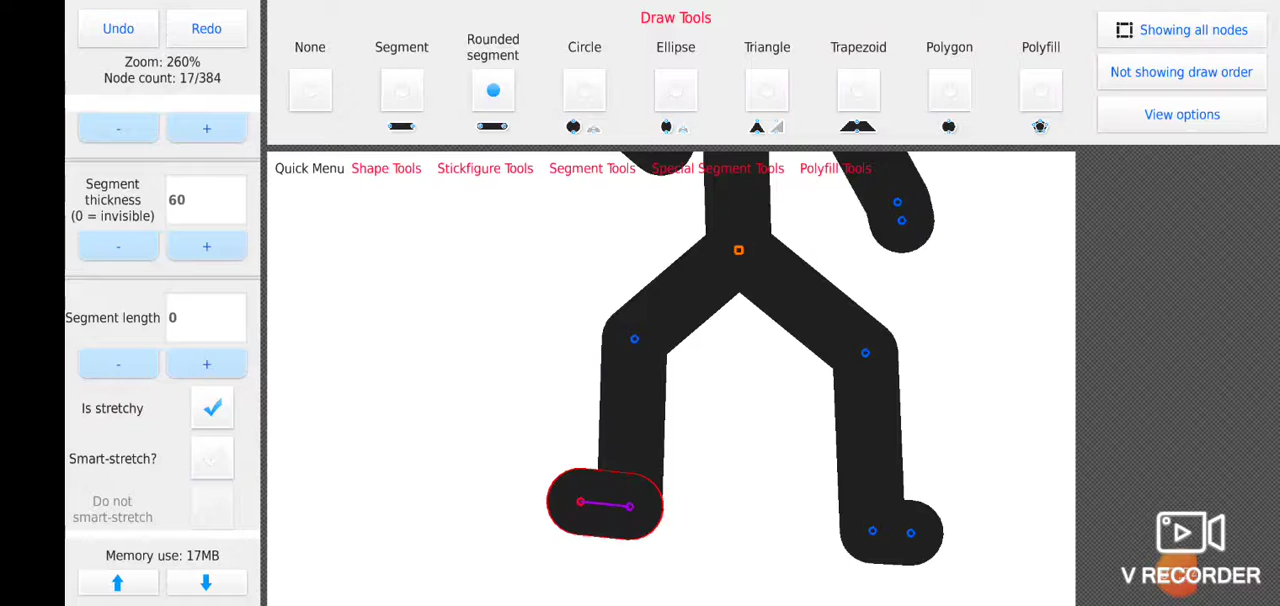 Undo
Redo
Zoom: 260%
Node count: 17/384
-
+
Segment
thickness
(0 = invisible)
60
-
+
Segment length
0
-
+
Is stretchy
Smart-stretch?
Do not
smart-stretch
Memory use: 17MB
Draw Tools
None
Segment
Rounded
segment
Circle
Ellipse
Triangle
Trapezoid
Polygon
Polyfill
Showing all nodes
Not showing draw order
View options
Quick Menu
Shape Tools
Stickfigure Tools
Segment Tools
Special Segment Tools
Polyfill Tools
V RECORDER